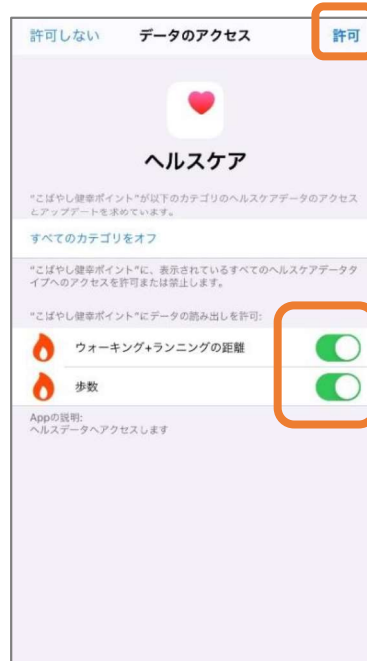 許可しない データのアクセス 許可
ヘルスケア
"こばやし健幸ポイント"が以下のカテゴリのヘルスケアデータのアクセス
とアップデートを求めています。
すべてのカテゴリをオフ
"こばやし健幸ポイント"に、表示されているすべてのヘルスケアデータタ
イプへのアクセスを許可または禁止します。
"こばやし健幸ポイント"にデータの読み出しを許可:
ウォーキング+ランニングの距離
歩数
Appの説明:
ヘルスデータへアクセスします